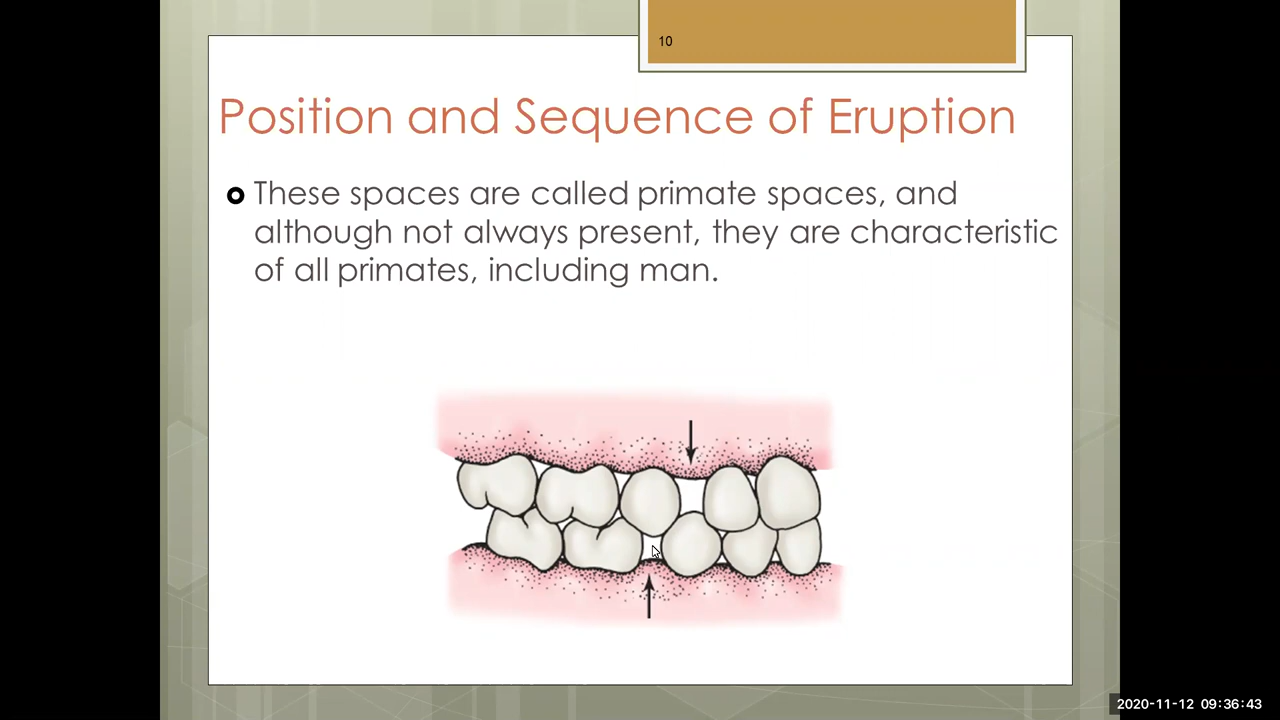 10
Position and Sequence of Eruption
These spaces are called primate spaces, and
although not always present, they are characteristic
of all primates, including man.
2020-11-12 09:36:43